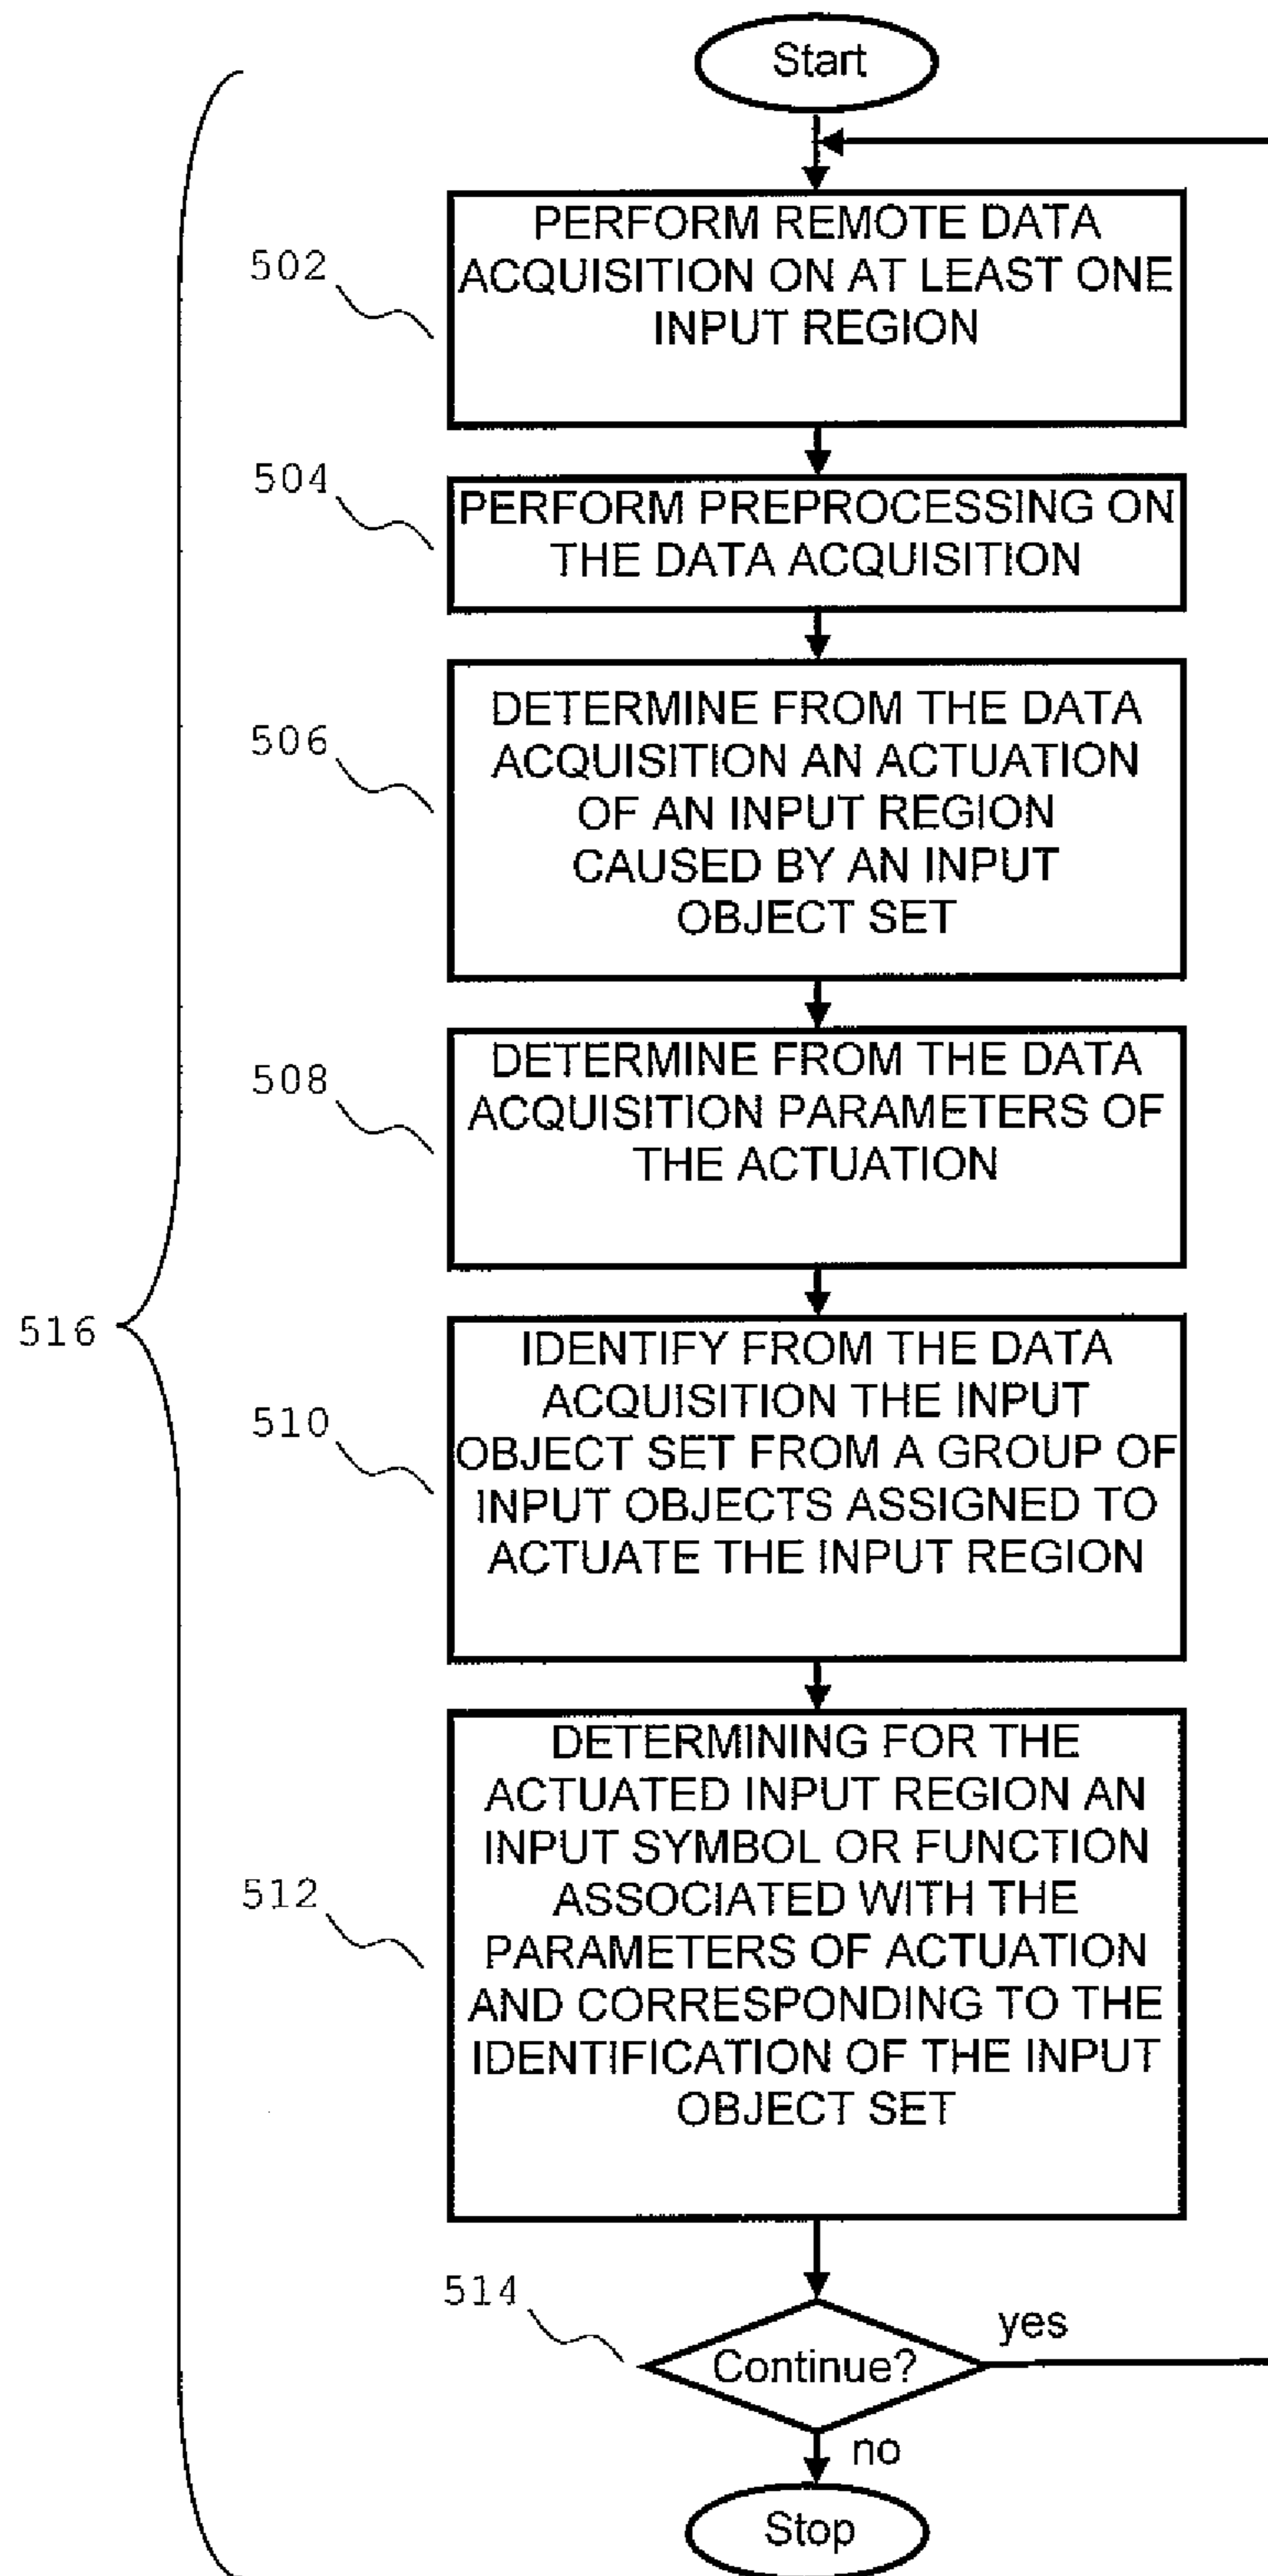 Start
502
PERFORM REMOTE DATA
ACQUISITION ON AT LEAST ONE
INPUT REGION
504
PERFORM PREPROCESSING ON
THE DATA ACQUISITION
506
DETERMINE FROM THE DATA
ACQUISITION AN ACTUATION
OF AN INPUT REGION
CAUSED BY AN INPUT
OBJECT SET
508
DETERMINE FROM THE DATA
ACQUISITION PARAMETERS OF
THE ACTUATION
516
510
IDENTIFY FROM THE DATA
ACQUISITION THE INPUT
OBJECT SET FROM A GROUP OF
INPUT OBJECTS ASSIGNED TO
ACTUATE THE INPUT REGION
512
DETERMINING FOR THE
ACTUATED INPUT REGION AN
INPUT SYMBOL OR FUNCTION
ASSOCIATED WITH THE
PARAMETERS OF ACTUATION
AND CORRESPONDING TO THE
IDENTIFICATION OF THE INPUT
OBJECT SET
514
Continue?
yes
no
Stop